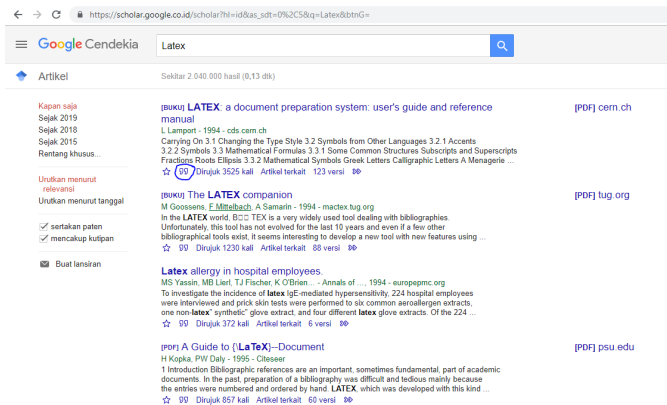 https://scholar.google.co.id/scholar?hl=id&as_sdt=0%2C5&q=Latex&btnG=
Google Cendekia
Latex
Artikel
Sekitar 2.040.000 hasil (0,13 dtk)
Kapan saja
Sejak 2019
Sejak 2018
Sejak 2015
Rentang khusus...
Urutkan menurut
relevansi
Urutkan menurut tanggal
sertakan paten
mencakup kutipan
Buat lansiran
[BUKU] LATEX: a document preparation system: user's guide and reference
manual
L Lamport - 1994 - cds.cern.ch
Carrying On 3.1 Changing the Type Style 3.2 Symbols from Other Languages 3.2.1 Accents
3.2.2 Symbols 3.3 Mathematical Formulas 3.3.1 Some Common Structures Subscripts and Superscripts
Fractions Roots Ellipsis 3.3.2 Mathematical Symbols Greek Letters Calligraphic Letters A Menagerie ...
Dirujuk 3525 kali Artikel terkait 123 versi
[PDF] cern.ch
[BUKU] The LATEX companion
M Goossens, F Mittelbach, A Samarin - 1994 - mactex.tug.org
In the LATEX world, B□□ TEX is a very widely used tool dealing with bibliographies.
Unfortunately, this tool has not evolved for the last 10 years and even if a few other
bibliographical tools exist, it seems interesting to develop a new tool with new features using ...
Dirujuk 1230 kali Artikel terkait 88 versi
[PDF] tug.org
Latex allergy in hospital employees.
MS Yassin, MB Lierl, TJ Fischer, K O'Brien... - Annals of ..., 1994 - europepmc.org
To investigate the incidence of latex IgE-mediated hypersensitivity, 224 hospital employees
were interviewed and prick skin tests were performed to six common aeroallergen extracts,
one non-latex" synthetic" glove extract, and four different latex glove extracts. Of the 224 ...
Dirujuk 372 kali Artikel terkait 6 versi
[PDF] A Guide to {\LaTeX}--Document
H Kopka, PW Daly - 1995 - Citeseer
1 Introduction Bibliographic references are an important, sometimes fundamental, part of academic
documents. In the past, preparation of a bibliography was difficult and tedious mainly because
the entries were numbered and ordered by hand. LATEX, which was developed with this kind ...
Dirujuk 857 kali Artikel terkait 60 versi
[PDF] psu.edu